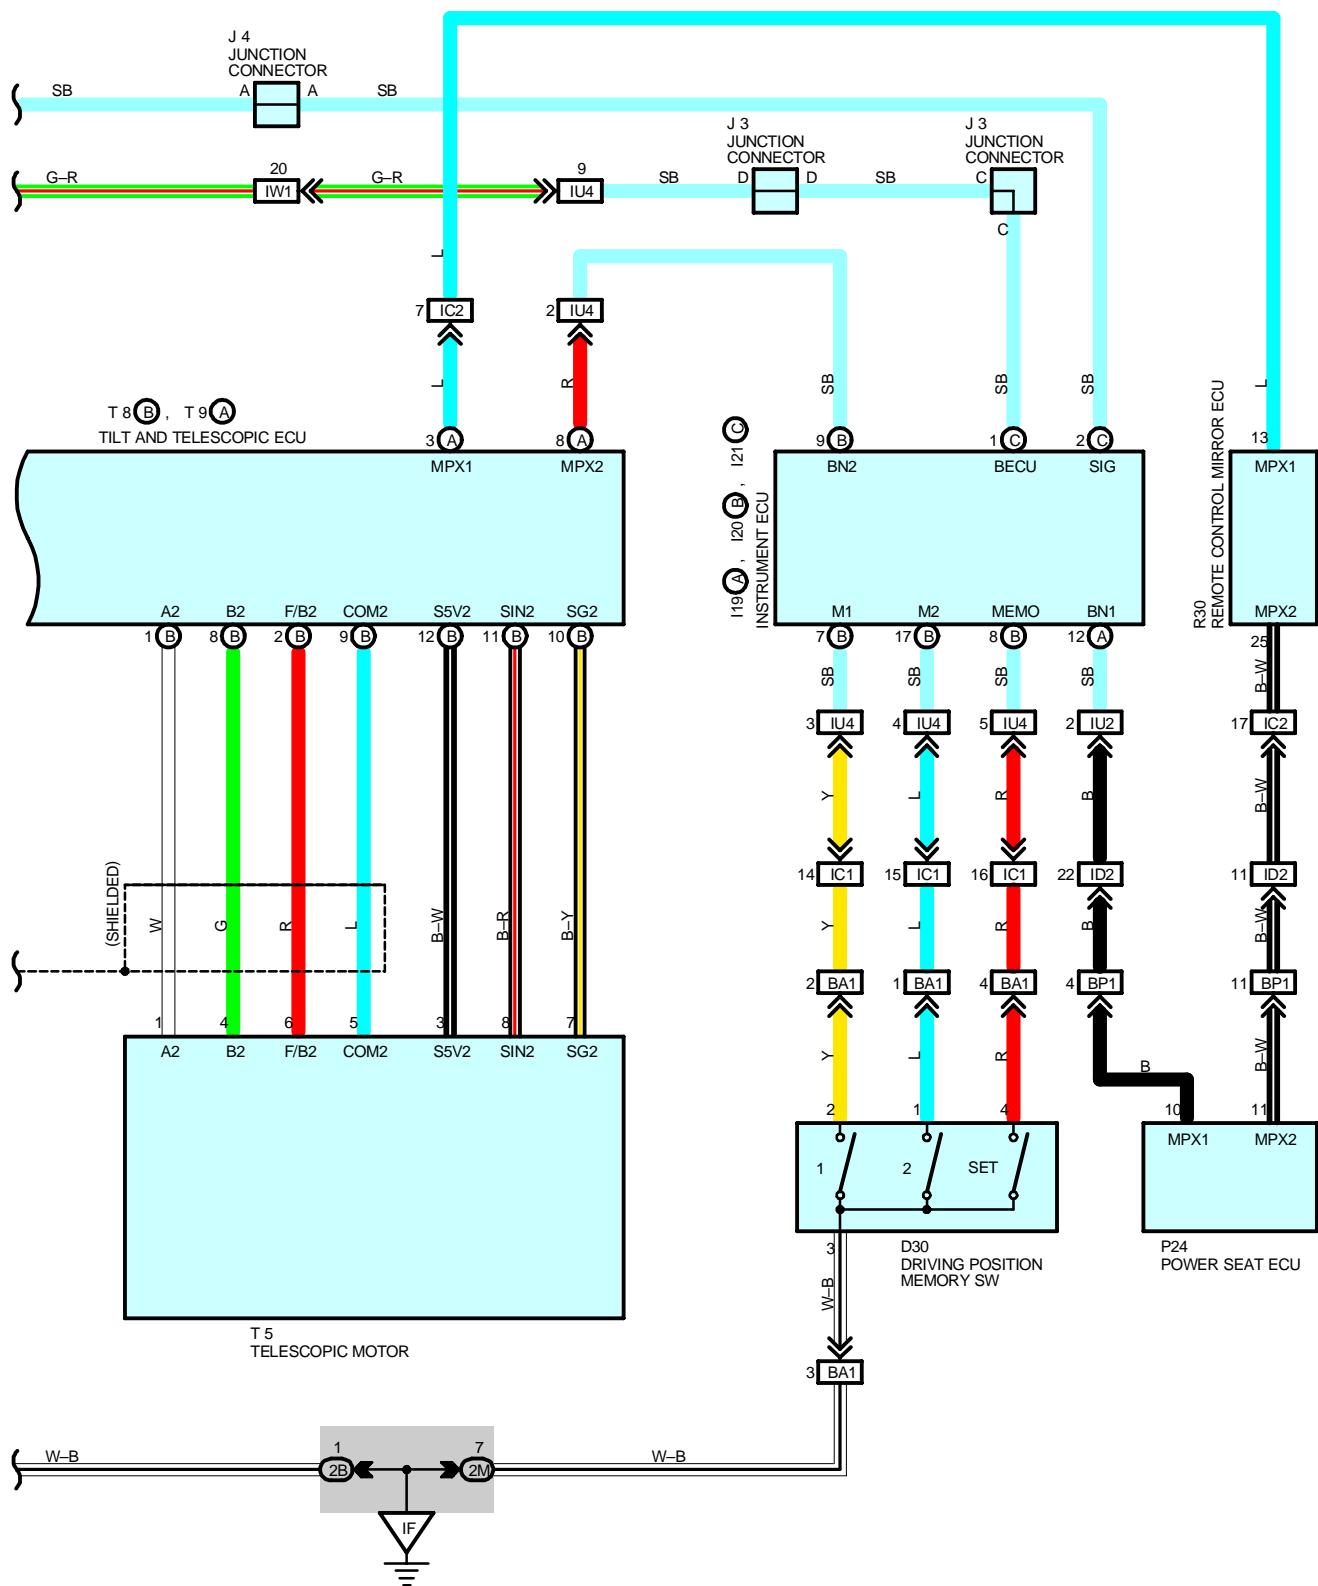 J 4
JUNCTION
CONNECTOR
SB A A SB
J 3
JUNCTION
CONNECTOR
J 3
JUNCTION
CONNECTOR
G–R 20 IW1 G–R 9 IU4 SB D D SB C
C
L
7 IC2
2 IU4
L
R
SB
SB
SB
L
T 8 B , T 9 A
TILT AND TELESCOPIC ECU
3 A
8 A
MPX1
MPX2
I19 A , I20 B , I21 C
INSTRUMENT ECU
9 B
1 C
2 C
BN2
BECU
SIG
R30
REMOTE CONTROL MIRROR ECU
13
MPX1
A2 B2 F/B2 COM2 S5V2 SIN2 SG2
1 B 8 B 2 B 9 B 12 B 11 B 10 B
M1 M2 MEMO BN1
7 B 17 B 8 B 12 A
MPX2
25
SB SB SB SB B–W
3 IU4 4 IU4 5 IU4 2 IU2 17 IC2
Y L R B B–W
14 IC1 15 IC1 16 IC1 22 ID2 11 ID2
(SHIELDED)
W G R L B–W B–R B–Y
Y L R B B–W
2 BA1 1 BA1 4 BA1 4 BP1 11 BP1
1 4 6 5 3 8 7
A2 B2 F/B2 COM2 S5V2 SIN2 SG2
Y L R B B–W
2 1 4 10 11
1 2 SET
MPX1 MPX2
3
D30
DRIVING POSITION
MEMORY SW
P24
POWER SEAT ECU
W–B
T 5
TELESCOPIC MOTOR
3 BA1
W–B 1 2B 7 2M W–B
IF